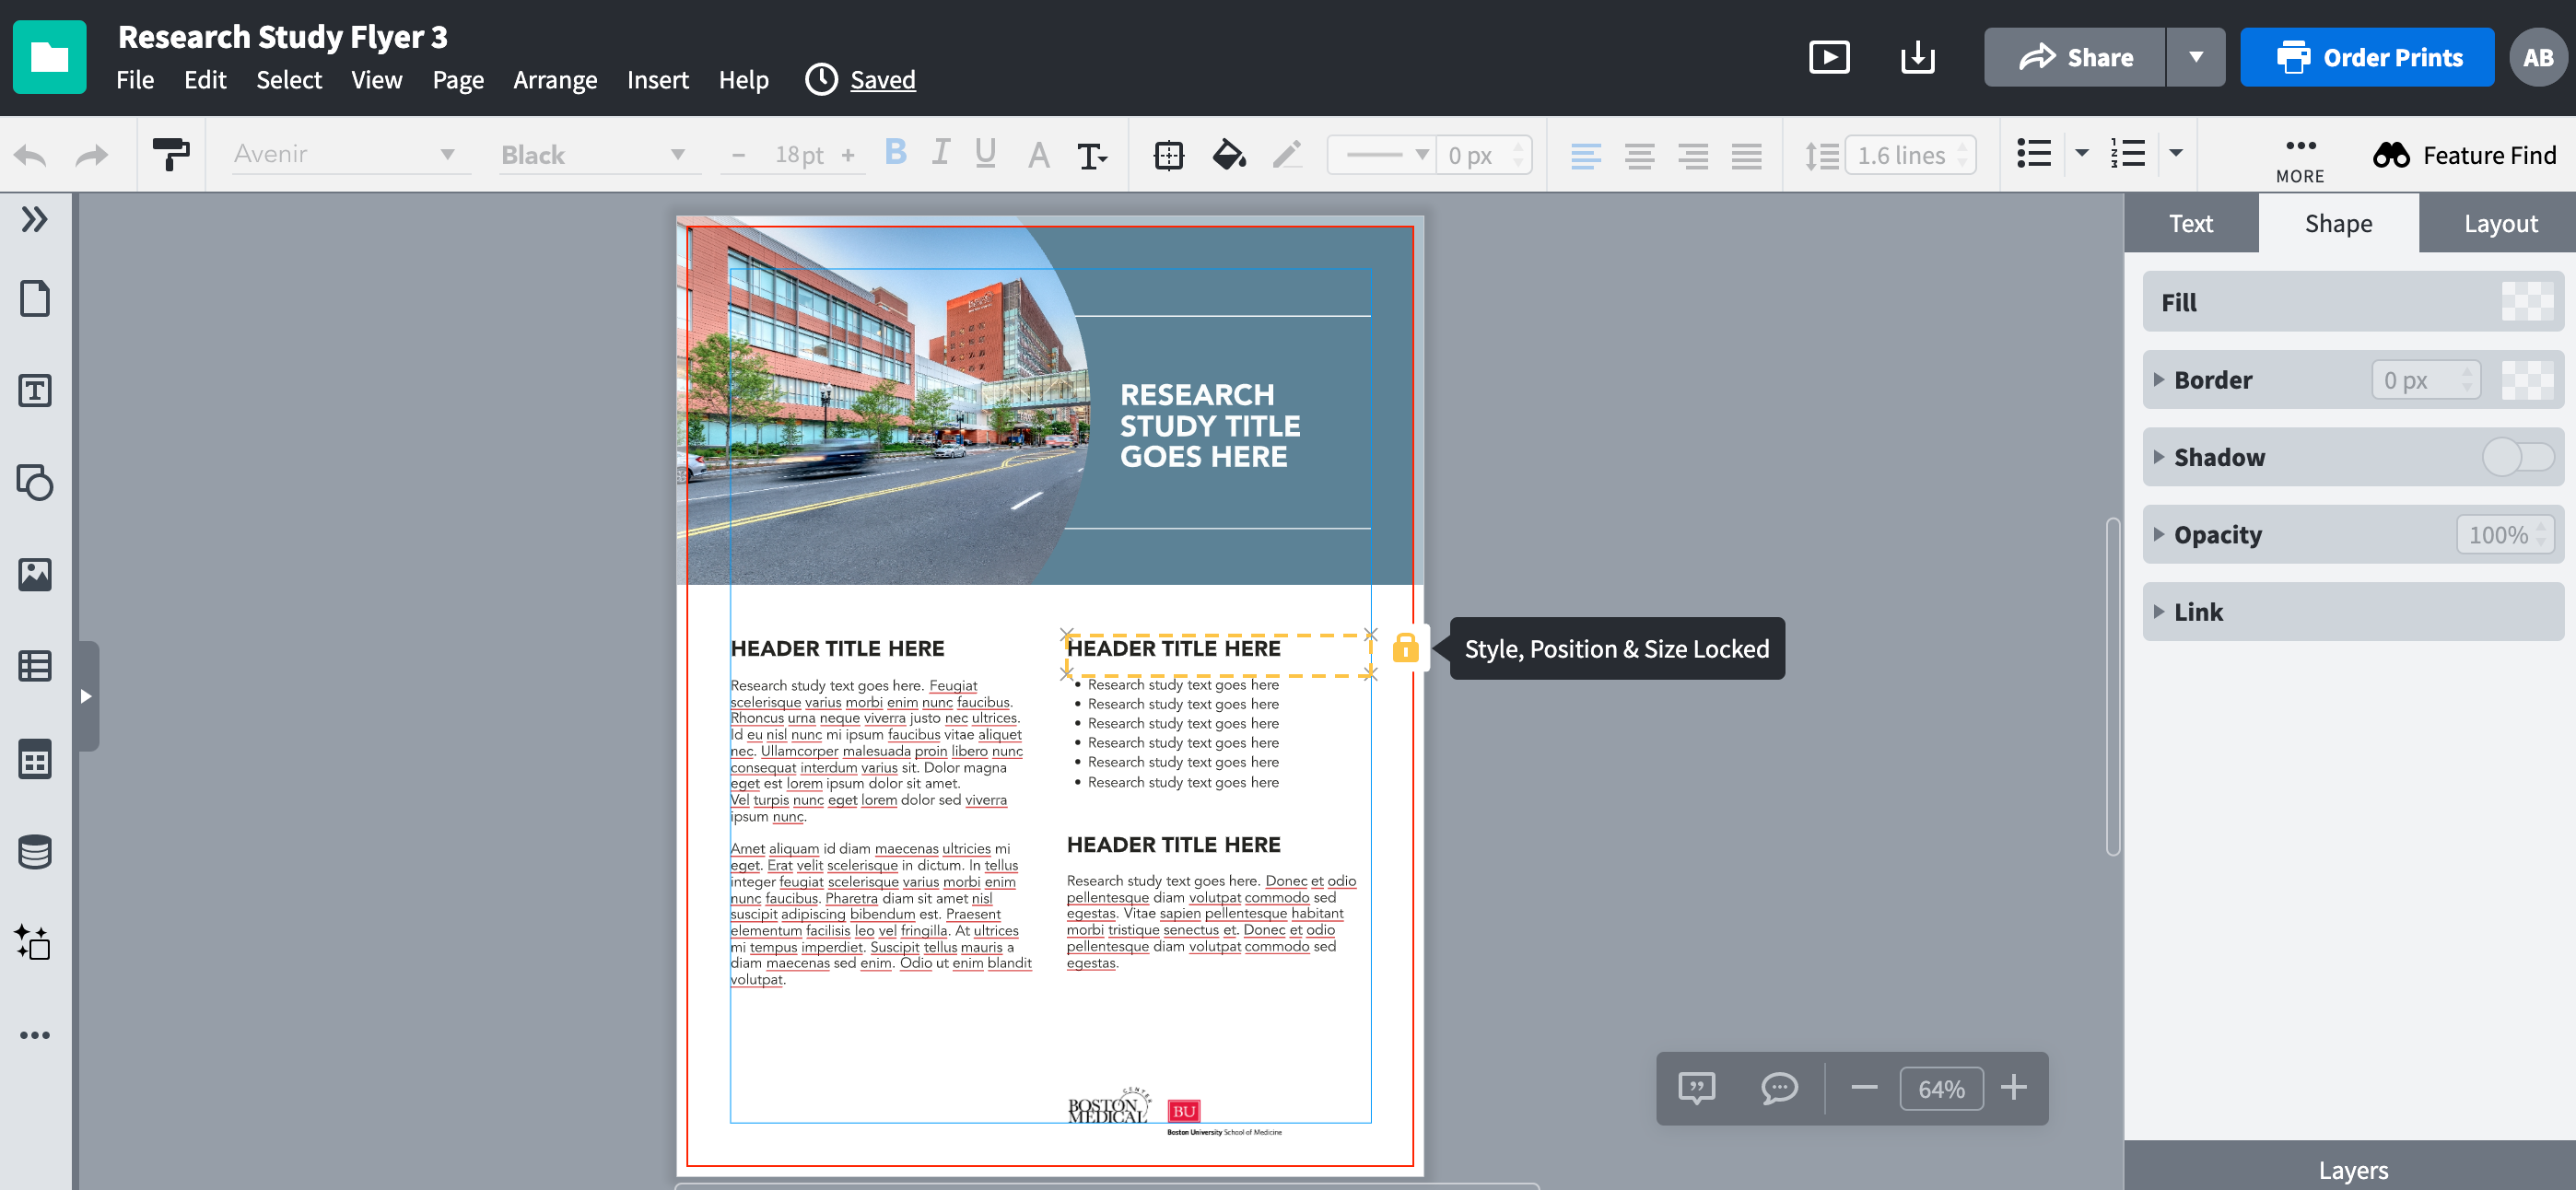 Research Study Flyer 3
File Edit Select View Page Arrange Insert Help Saved
Share Order Prints AB
Avenir Black 18pt B I U A T 0 px 1.6 lines MORE Feature Find
Text Shape Layout
Fill
Border 0 px
Shadow
Opacity 100%
Link
RESEARCH
STUDY TITLE
GOES HERE
HEADER TITLE HERE
Research study text goes here. Feugiat
scelerisque varius morbi enim nunc faucibus.
Rhoncus urna neque viverra justo nec ultrices.
Id eu nisl nunc mi ipsum faucibus vitae aliquet
nec. Ullamcorper malesuada proin libero nunc
consequat interdum varius sit. Dolor magna
eget est lorem ipsum dolor sit amet.
Vel turpis nunc eget lorem dolor sed viverra
ipsum nunc.
Amet aliquam id diam maecenas ultricies mi
eget. Erat velit scelerisque in dictum. In tellus
integer feugiat scelerisque varius morbi enim
nunc faucibus. Pharetra diam sit amet nisl
suscipit adipiscing bibendum est. Praesent
elementum facilisis leo vel fringilla. At ultrices
mi tempus imperdiet. Suscipit tellus mauris a
diam maecenas sed enim. Odio ut enim blandit
volutpat.
HEADER TITLE HERE
Style, Position & Size Locked
• Research study text goes here
• Research study text goes here
• Research study text goes here
• Research study text goes here
• Research study text goes here
• Research study text goes here
HEADER TITLE HERE
Research study text goes here. Donec et odio
pellentesque diam volutpat commodo sed
egestas. Vitae sapien pellentesque habitant
morbi tristique senectus et. Donec et odio
pellentesque diam volutpat commodo sed
egestas.
BOSTON
MEDICAL
CENTER
BU
Boston University School of Medicine
64%
Layers